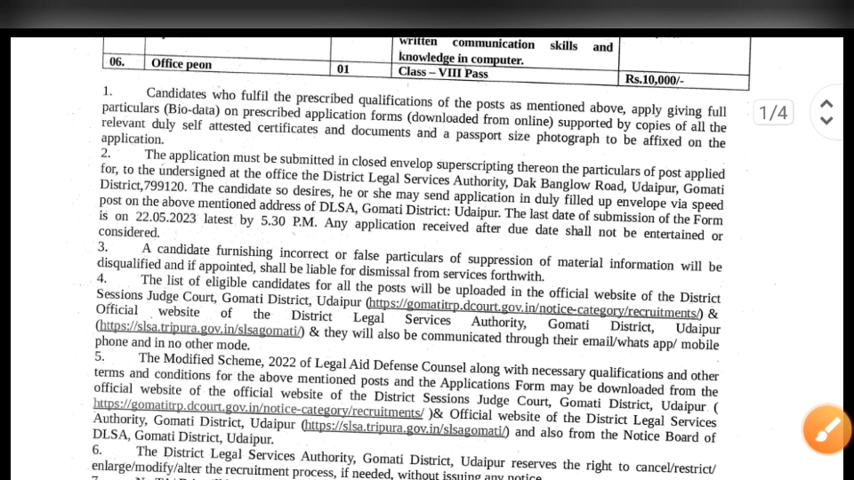 written communication skills and
knowledge in computer.
06. Office peon 01 Class – VIII Pass Rs.10,000/-
1. Candidates who fulfil the prescribed qualifications of the posts as mentioned above, apply giving full
particulars (Bio-data) on prescribed application forms (downloaded from online) supported by copies of all the
relevant duly self attested certificates and documents and a passport size photograph to be affixed on the
application.
2. The application must be submitted in closed envelop superscripting thereon the particulars of post applied
for, to the undersigned at the office the District Legal Services Authority, Dak Banglow Road, Udaipur, Gomati
District,799120. The candidate so desires, he or she may send application in duly filled up envelope via speed
post on the above mentioned address of DLSA, Gomati District: Udaipur. The last date of submission of the Form
is on 22.05.2023 latest by 5.30 P.M. Any application received after due date shall not be entertained or
considered.
3. A candidate furnishing incorrect or false particulars of suppression of material information will be
disqualified and if appointed, shall be liable for dismissal from services forthwith.
4. The list of eligible candidates for all the posts will be uploaded in the official website of the District
Sessions Judge Court, Gomati District, Udaipur (https://gomatitrp.dcourt.gov.in/notice-category/recruitments/) &
Official website of the District Legal Services Authority, Gomati District, Udaipur
(https://slsa.tripura.gov.in/slsagomati/) & they will also be communicated through their email/whats app/ mobile
phone and in no other mode.
5. The Modified Scheme, 2022 of Legal Aid Defense Counsel along with necessary qualifications and other
terms and conditions for the above mentioned posts and the Applications Form may be downloaded from the
official website of the official website of the District Sessions Judge Court, Gomati District, Udaipur (
https://gomatitrp.dcourt.gov.in/notice-category/recruitments/ )& Official website of the District Legal Services
Authority, Gomati District, Udaipur (https://slsa.tripura.gov.in/slsagomati/) and also from the Notice Board of
DLSA, Gomati District, Udaipur.
6. The District Legal Services Authority, Gomati District, Udaipur reserves the right to cancel/restrict/
enlarge/modify/alter the recruitment process, if needed, without issuing any notice.
1/4